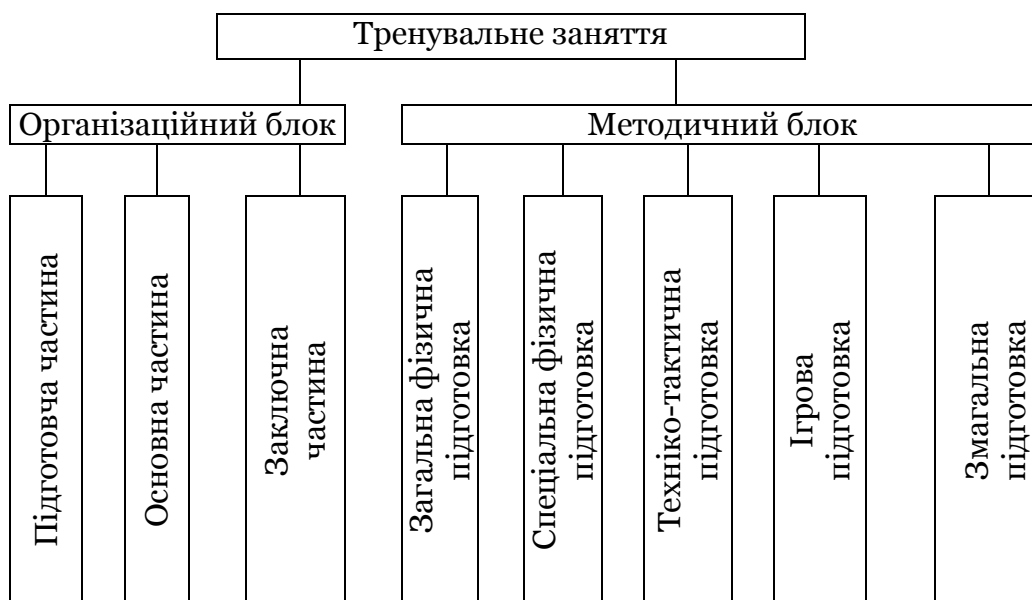 Тренувальне заняття
Організаційний блок
Методичний блок
Підготовча частина
Основна частина
Заключна
частина
Загальна фізична
підготовка
Спеціальна фізична
підготовка
Техніко-тактична
підготовка
Ігрова
підготовка
Змагальна
підготовка